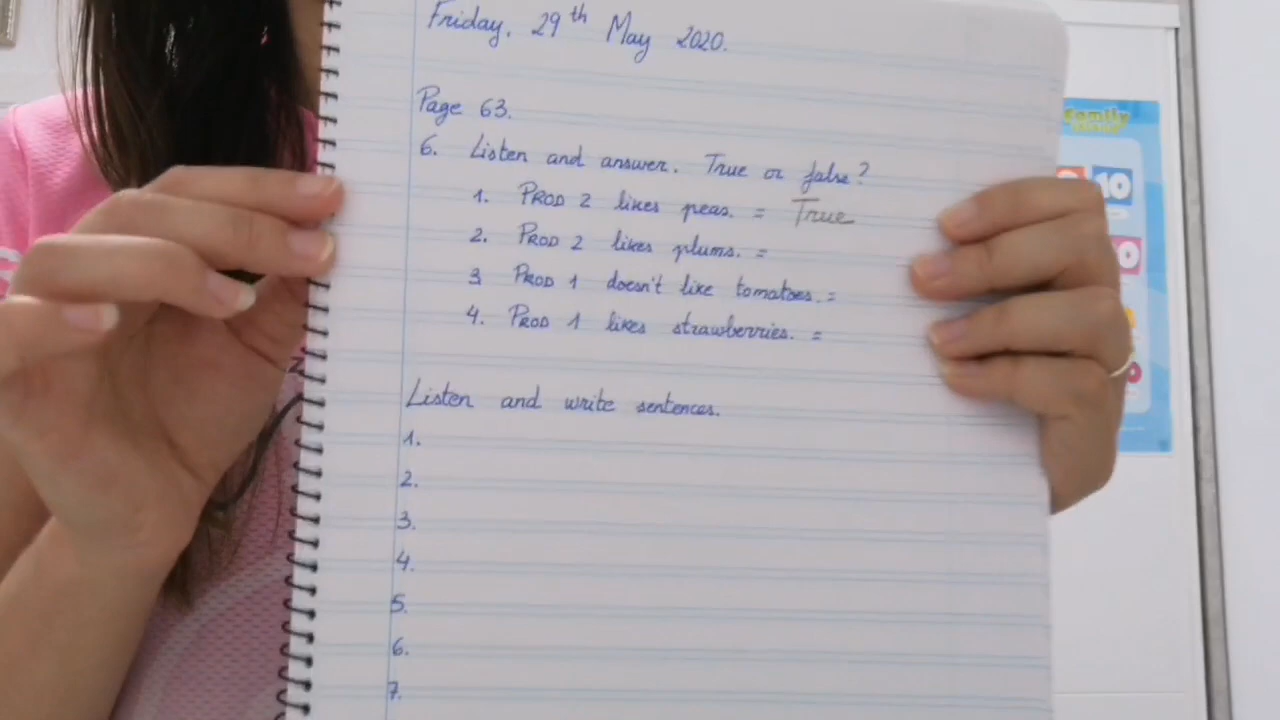 Friday, 29th May 2020.
Page 63.
6. Listen and answer. True or false?
1. PROD 2 likes peas. = True
2. PROD 2 likes plums. =
3 PROD 1 doesn't like tomatoes. =
4. PROD 1 likes strawberries. =
Listen and write sentences.
1.
2.
3.
4.
5.
6.
7.
Family
10